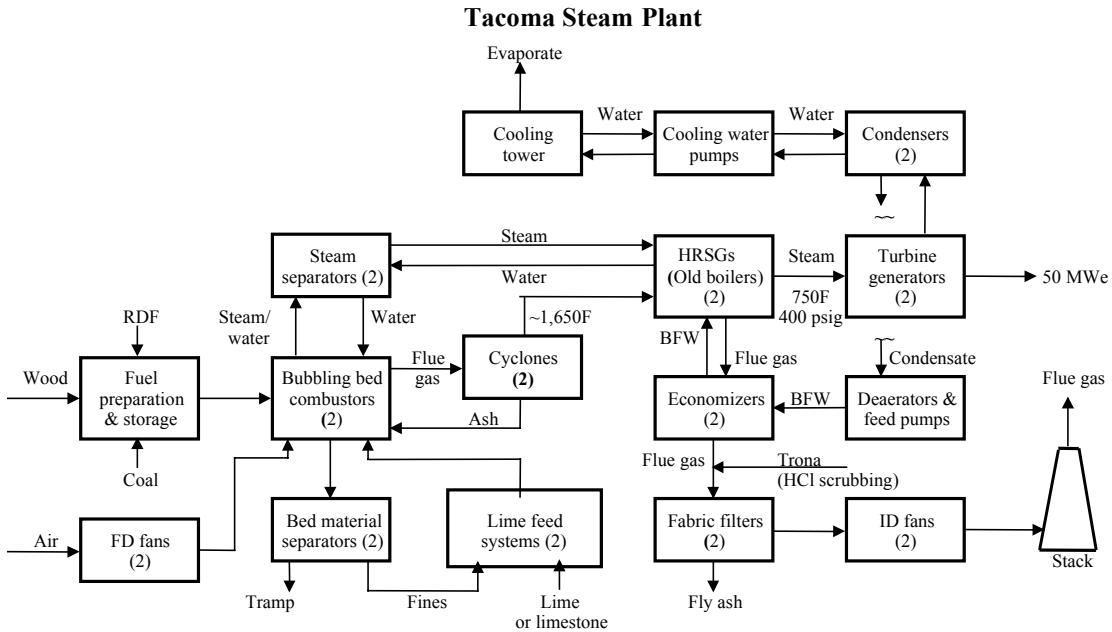 Tacoma Steam Plant
Evaporate
Cooling
tower
Water
Cooling water
pumps
Water
Condensers
(2)
~~
Steam
separators (2)
Steam
Water
HRSGs
(Old boilers)
(2)
Steam
750F
400 psig
Turbine
generators
(2)
50 MWe
RDF
Wood
Fuel
preparation
& storage
Coal
Steam/
water
Water
Bubbling bed
combustors
(2)
Flue
gas
~1,650F
Cyclones
(2)
Ash
BFW
Flue gas
Economizers
(2)
BFW
~~
Condensate
Deaerators &
feed pumps
Flue gas
Flue gas
Trona
(HCl scrubbing)
Air
FD fans
(2)
Bed material
separators (2)
Tramp
Fines
Lime feed
systems (2)
Lime
or limestone
Fabric filters
(2)
Fly ash
ID fans
(2)
Stack